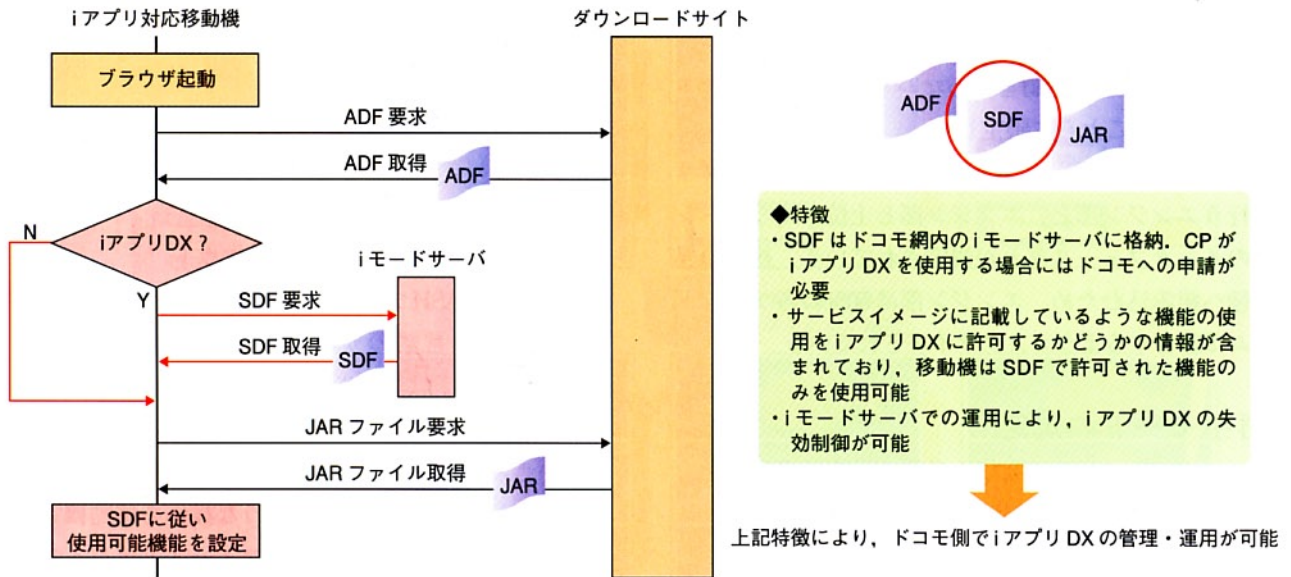 iアプリ対応移動機
ダウンロードサイト
ブラウザ起動
ADF 要求
ADF 取得
ADF
iアプリDX？
N
Y
iモードサーバ
SDF 要求
SDF 取得
SDF
JAR ファイル要求
JAR ファイル取得
JAR
SDFに従い
使用可能機能を設定
ADF
SDF
JAR
◆特徴
・SDF はドコモ網内のiモードサーバに格納．CP が
iアプリ DX を使用する場合にはドコモへの申請が
必要
・サービスイメージに記載しているような機能の使
用をiアプリ DX に許可するかどうかの情報が含
まれており，移動機は SDF で許可された機能の
みを使用可能
・iモードサーバでの運用により，iアプリ DX の失
効制御が可能
上記特徴により，ドコモ側でiアプリ DX の管理・運用が可能